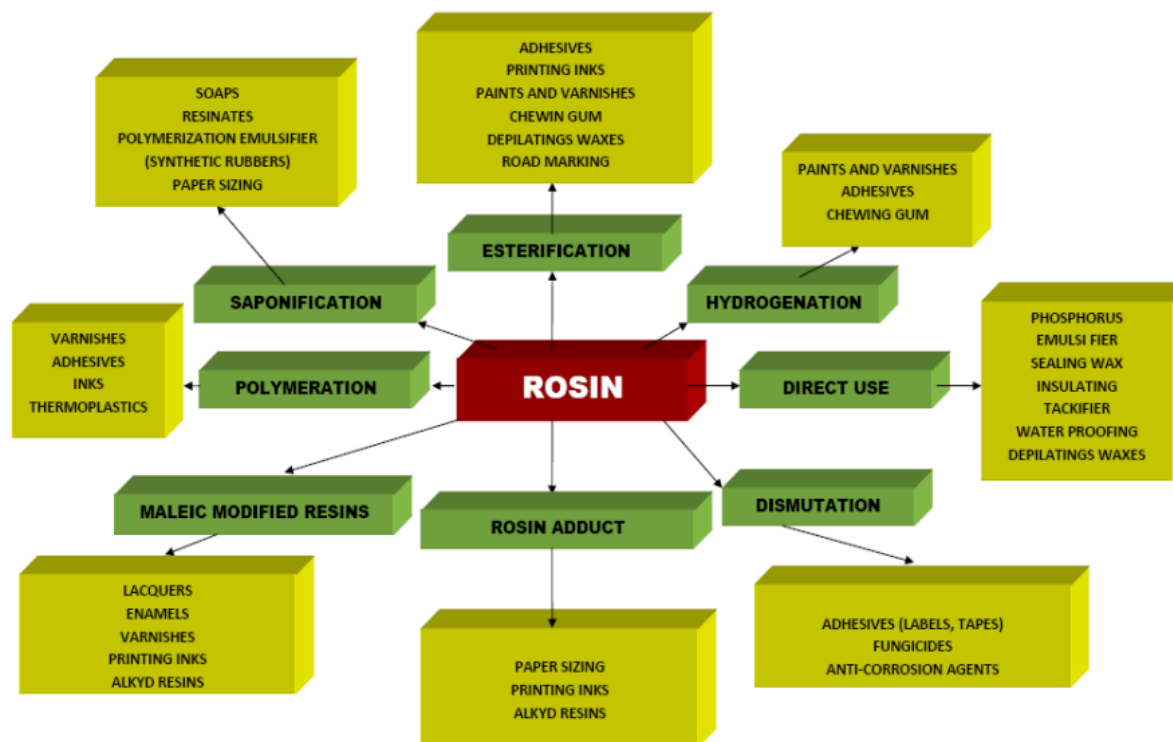 ADHESIVES
PRINTING INKS
PAINTS AND VARNISHES
CHEWIN GUM
DEPILATINGS WAXES
ROAD MARKING
SOAPS
RESINATES
POLYMERIZATION EMULSIFIER
(SYNTHETIC RUBBERS)
PAPER SIZING
PAINTS AND VARNISHES
ADHESIVES
CHEWING GUM
ESTERIFICATION
SAPONIFICATION
HYDROGENATION
VARNISHES
ADHESIVES
INKS
THERMOPLASTICS
POLYMERATION
ROSIN
DIRECT USE
PHOSPHORUS
EMULSI FIER
SEALING WAX
INSULATING
TACKIFIER
WATER PROOFING
DEPILATINGS WAXES
MALEIC MODIFIED RESINS
ROSIN ADDUCT
DISMUTATION
LACQUERS
ENAMELS
VARNISHES
PRINTING INKS
ALKYD RESINS
PAPER SIZING
PRINTING INKS
ALKYD RESINS
ADHESIVES (LABELS, TAPES)
FUNGICIDES
ANTI-CORROSION AGENTS